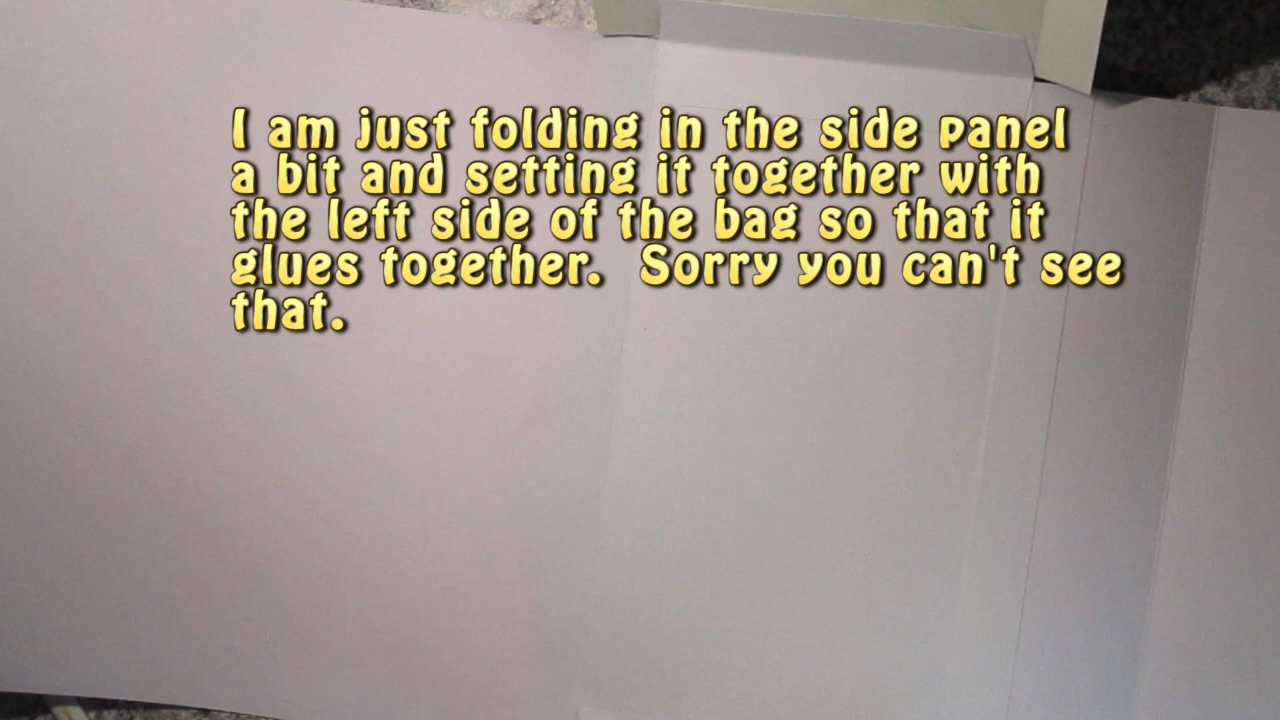 I am just folding in the side panel
a bit and setting it together with
the left side of the bag so that it
glues together.  Sorry you can't see
that.